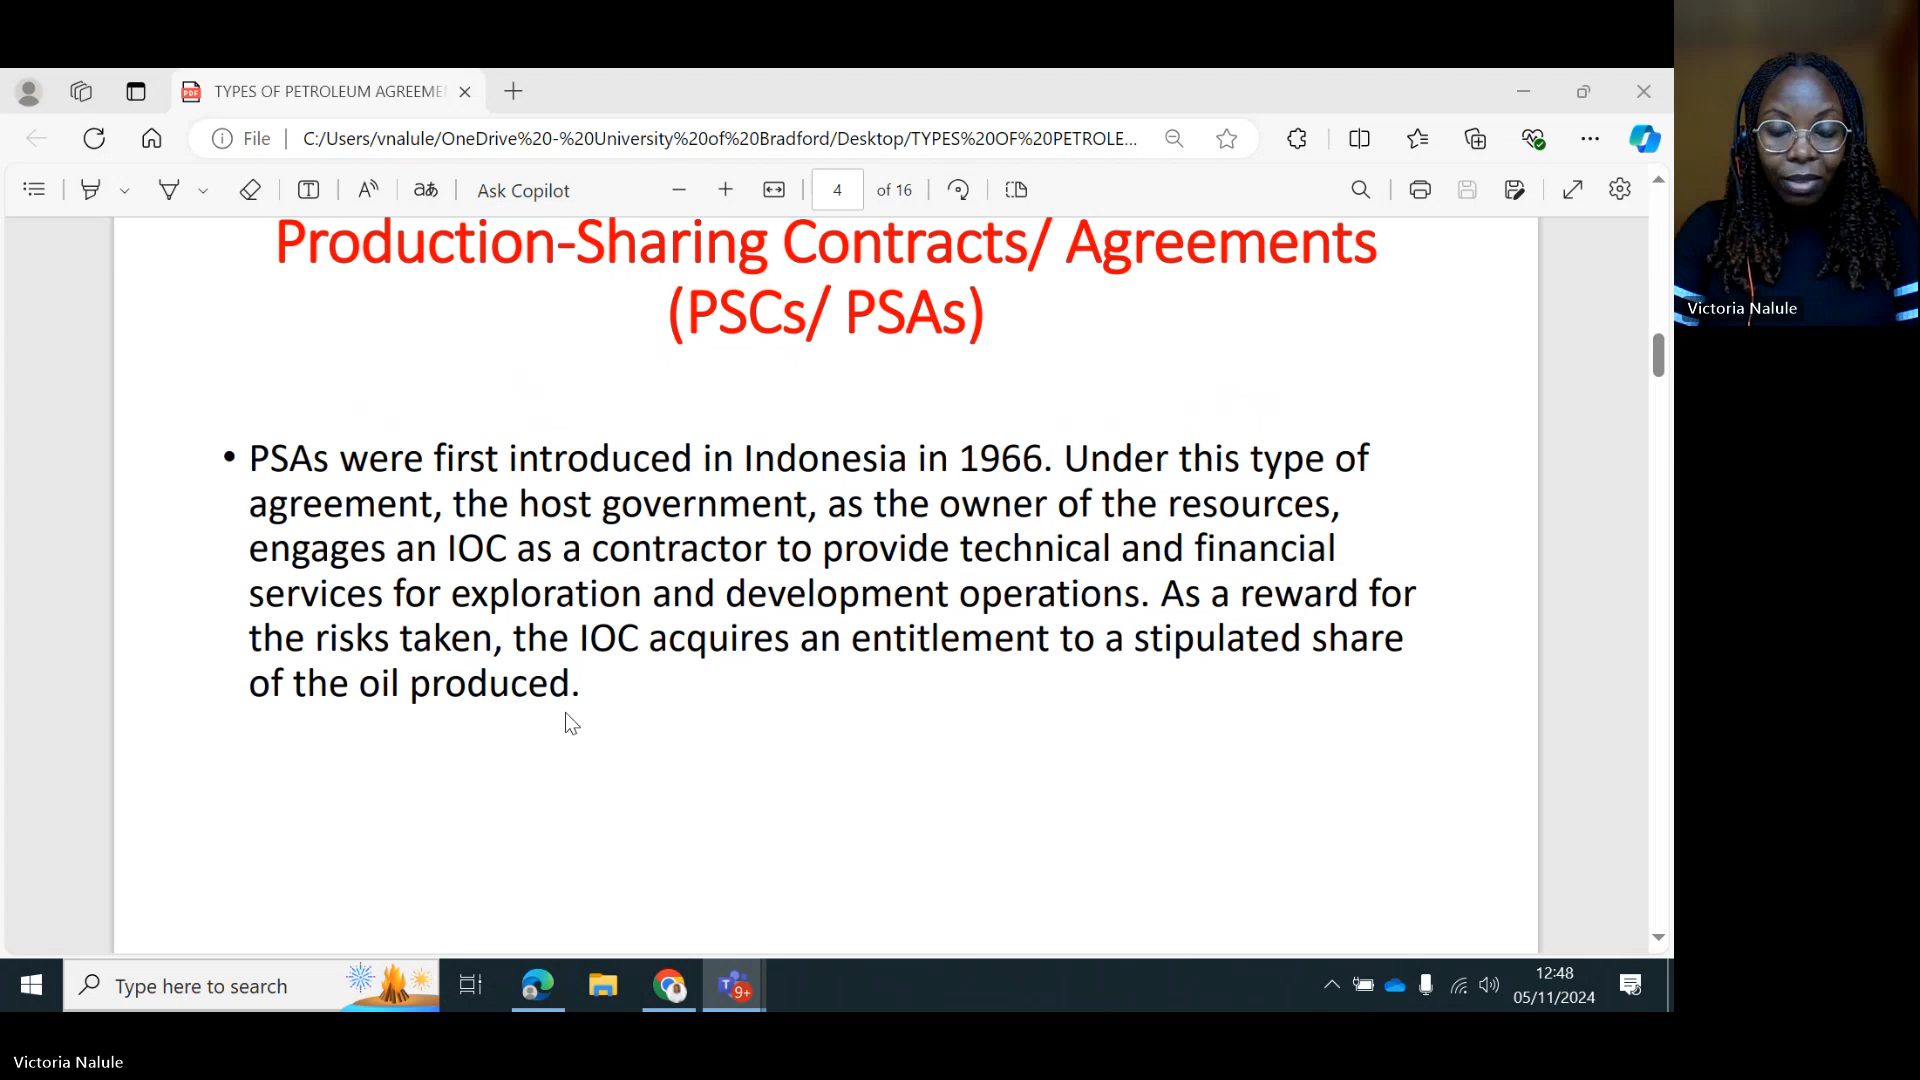 TYPES OF PETROLEUM AGREEME
File
C:/Users/vnalule/OneDrive%20-%20University%20of%20Bradford/Desktop/TYPES%20OF%20PETROLE...
Ask Copilot
4 of 16
Production-Sharing Contracts/ Agreements
(PSCs/ PSAs)
• PSAs were first introduced in Indonesia in 1966. Under this type of
agreement, the host government, as the owner of the resources,
engages an IOC as a contractor to provide technical and financial
services for exploration and development operations. As a reward for
the risks taken, the IOC acquires an entitlement to a stipulated share
of the oil produced.
Victoria Nalule
Type here to search
9+
12:48
05/11/2024
Victoria Nalule